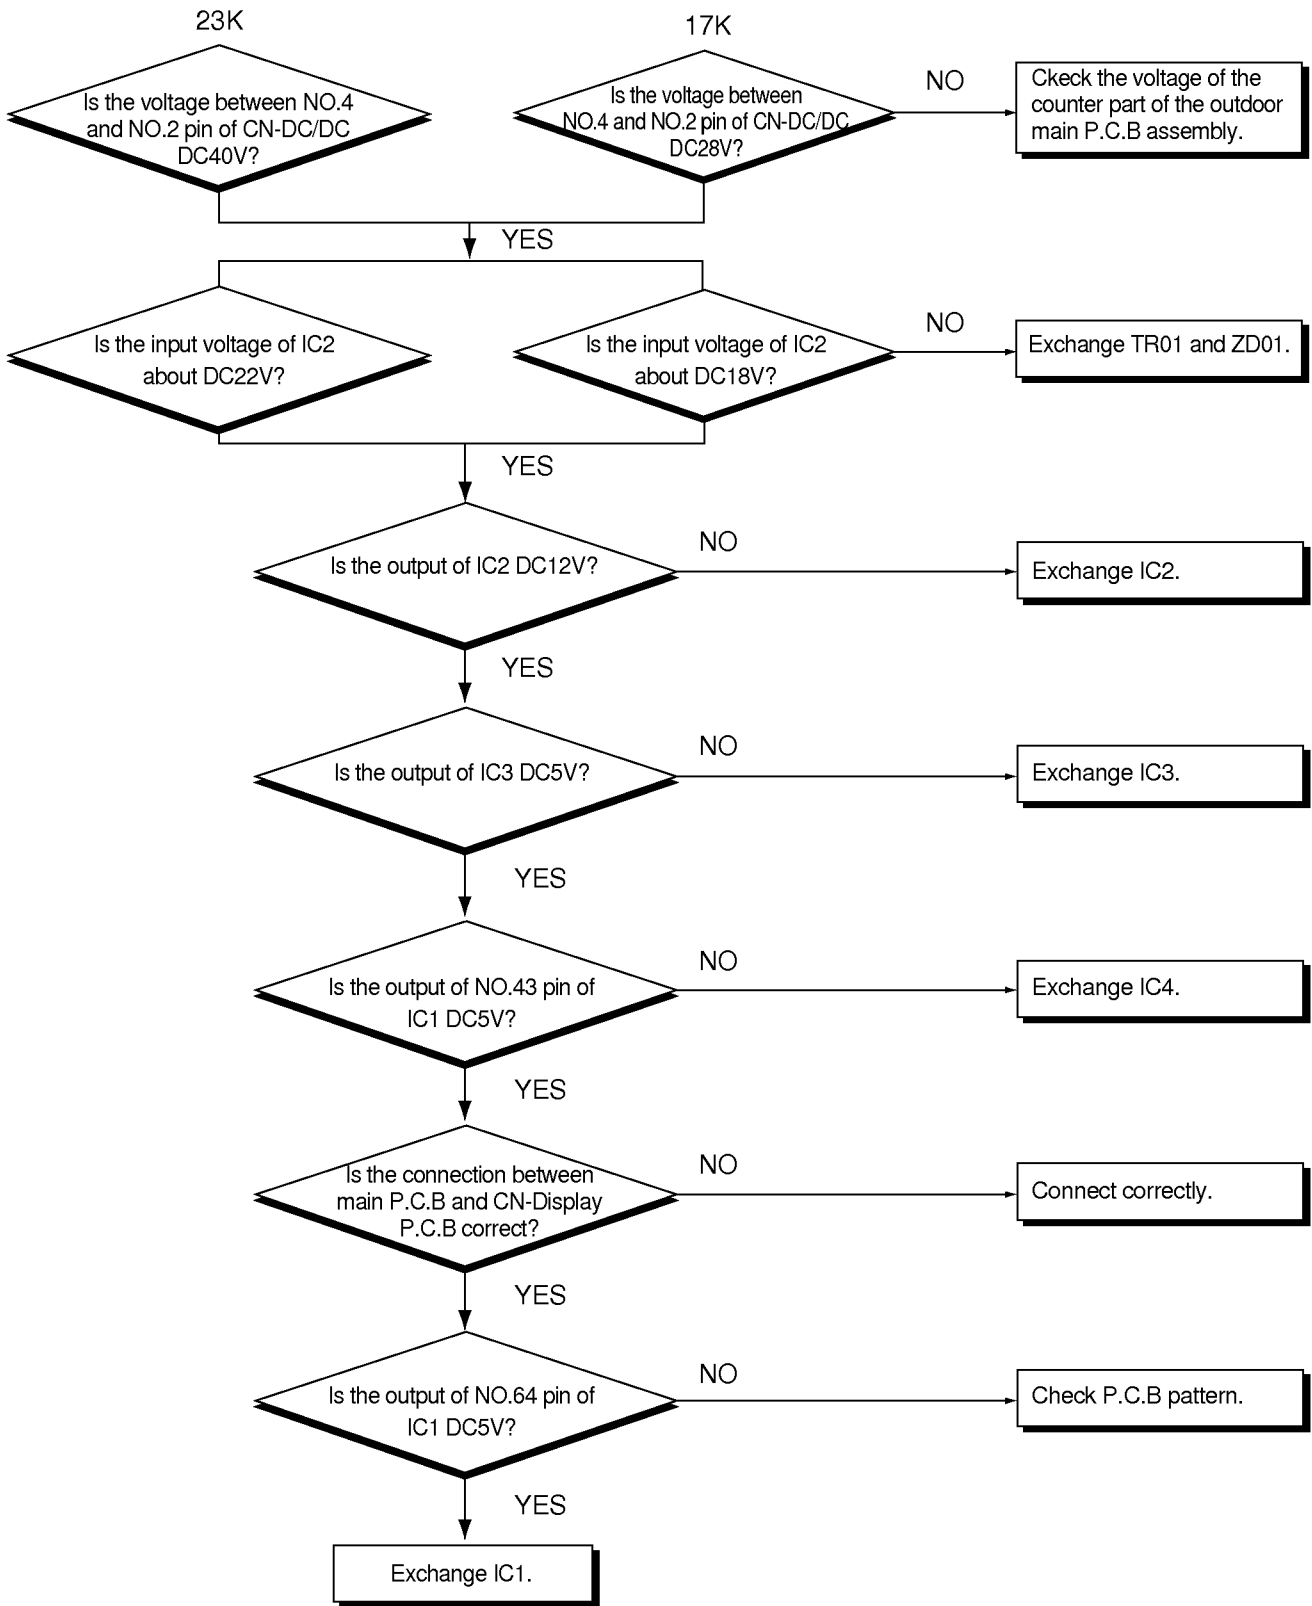 23K
17K
Is the voltage between NO.4
and NO.2 pin of CN-DC/DC
DC40V?
Is the voltage between
NO.4 and NO.2 pin of CN-DC/DC
DC28V?
NO
Ckeck the voltage of the
counter part of the outdoor
main P.C.B assembly.
YES
Is the input voltage of IC2
about DC22V?
Is the input voltage of IC2
about DC18V?
NO
Exchange TR01 and ZD01.
YES
Is the output of IC2 DC12V?
NO
Exchange IC2.
YES
Is the output of IC3 DC5V?
NO
Exchange IC3.
YES
Is the output of NO.43 pin of
IC1 DC5V?
NO
Exchange IC4.
YES
Is the connection between
main P.C.B and CN-Display
P.C.B correct?
NO
Connect correctly.
YES
Is the output of NO.64 pin of
IC1 DC5V?
NO
Check P.C.B pattern.
YES
Exchange IC1.